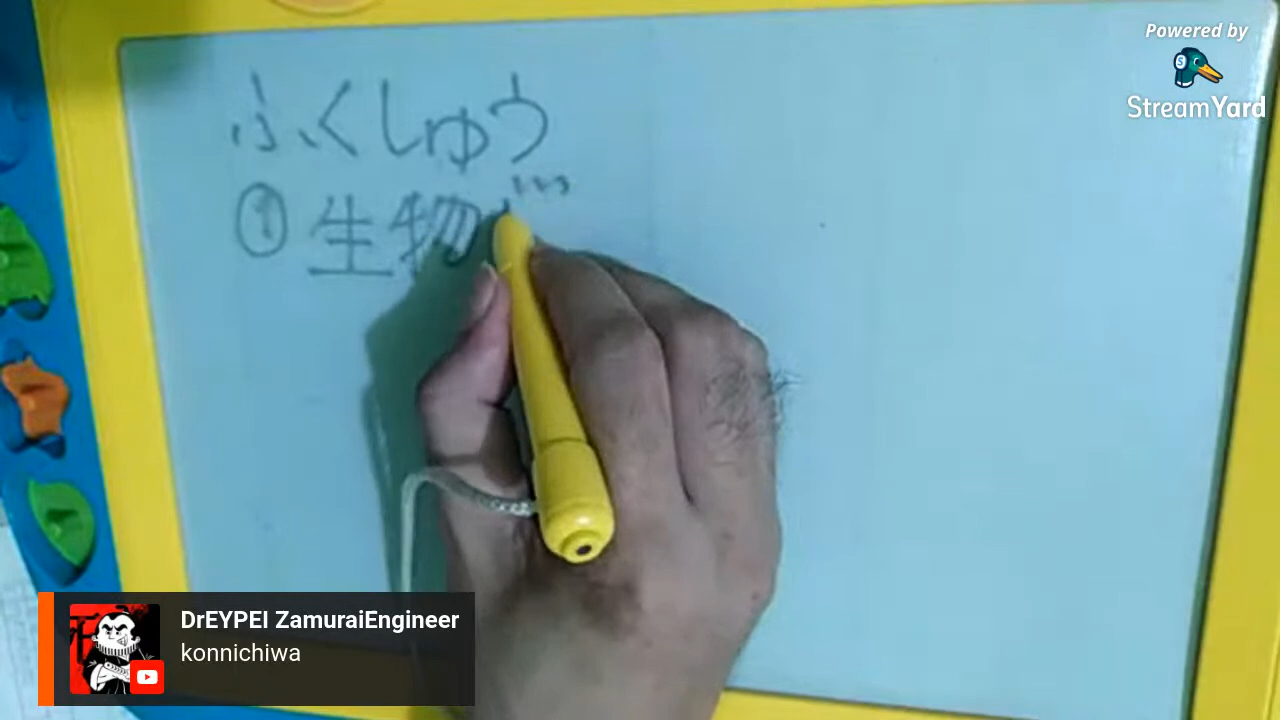 Powered by
StreamYard
ふくしゅう
① 生物
DrEYPEI ZamuraiEngineer
konnichiwa